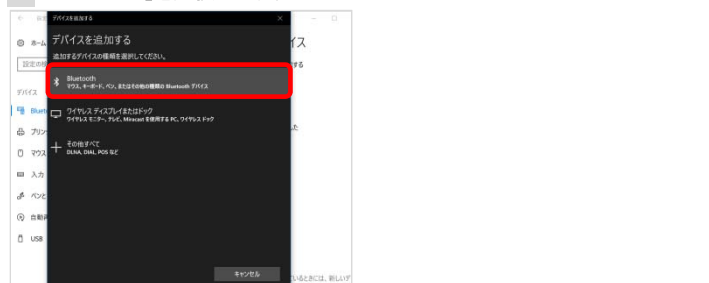 デバイスを追加する
デバイスを追加する
追加するデバイスの種類を選択してください。
Bluetooth
マウス、キーボード、ペン、またはその他の種類の Bluetooth デバイス
ワイヤレス ディスプレイまたはドック
ワイヤレス モニター、テレビ、Miracast を使用する PC、ワイヤレス ドック
その他すべて
DLNA, DIAL, POS など
キャンセル
ホーム
デバイス
プリン
マウス
入力
ペンと
自動再
USB
イス
する
した
いるときには、新しいデ